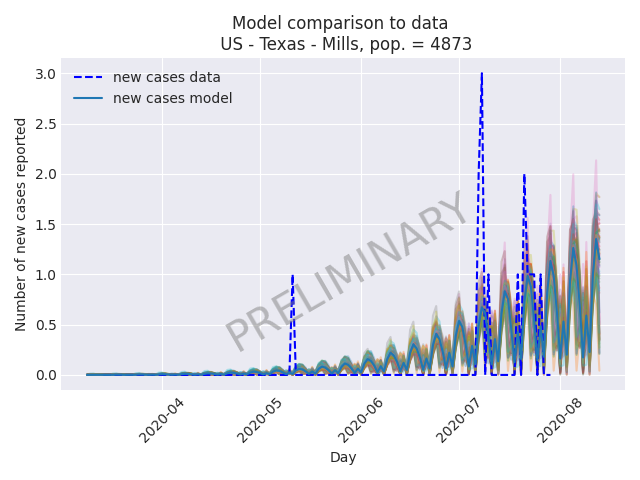 Model comparison to data
US - Texas - Mills, pop. = 4873
new cases data
new cases model
Number of new cases reported
3.0
2.5
2.0
1.5
1.0
0.5
0.0
PRELIMINARY
2020-04
2020-05
2020-06
2020-07
2020-08
Day